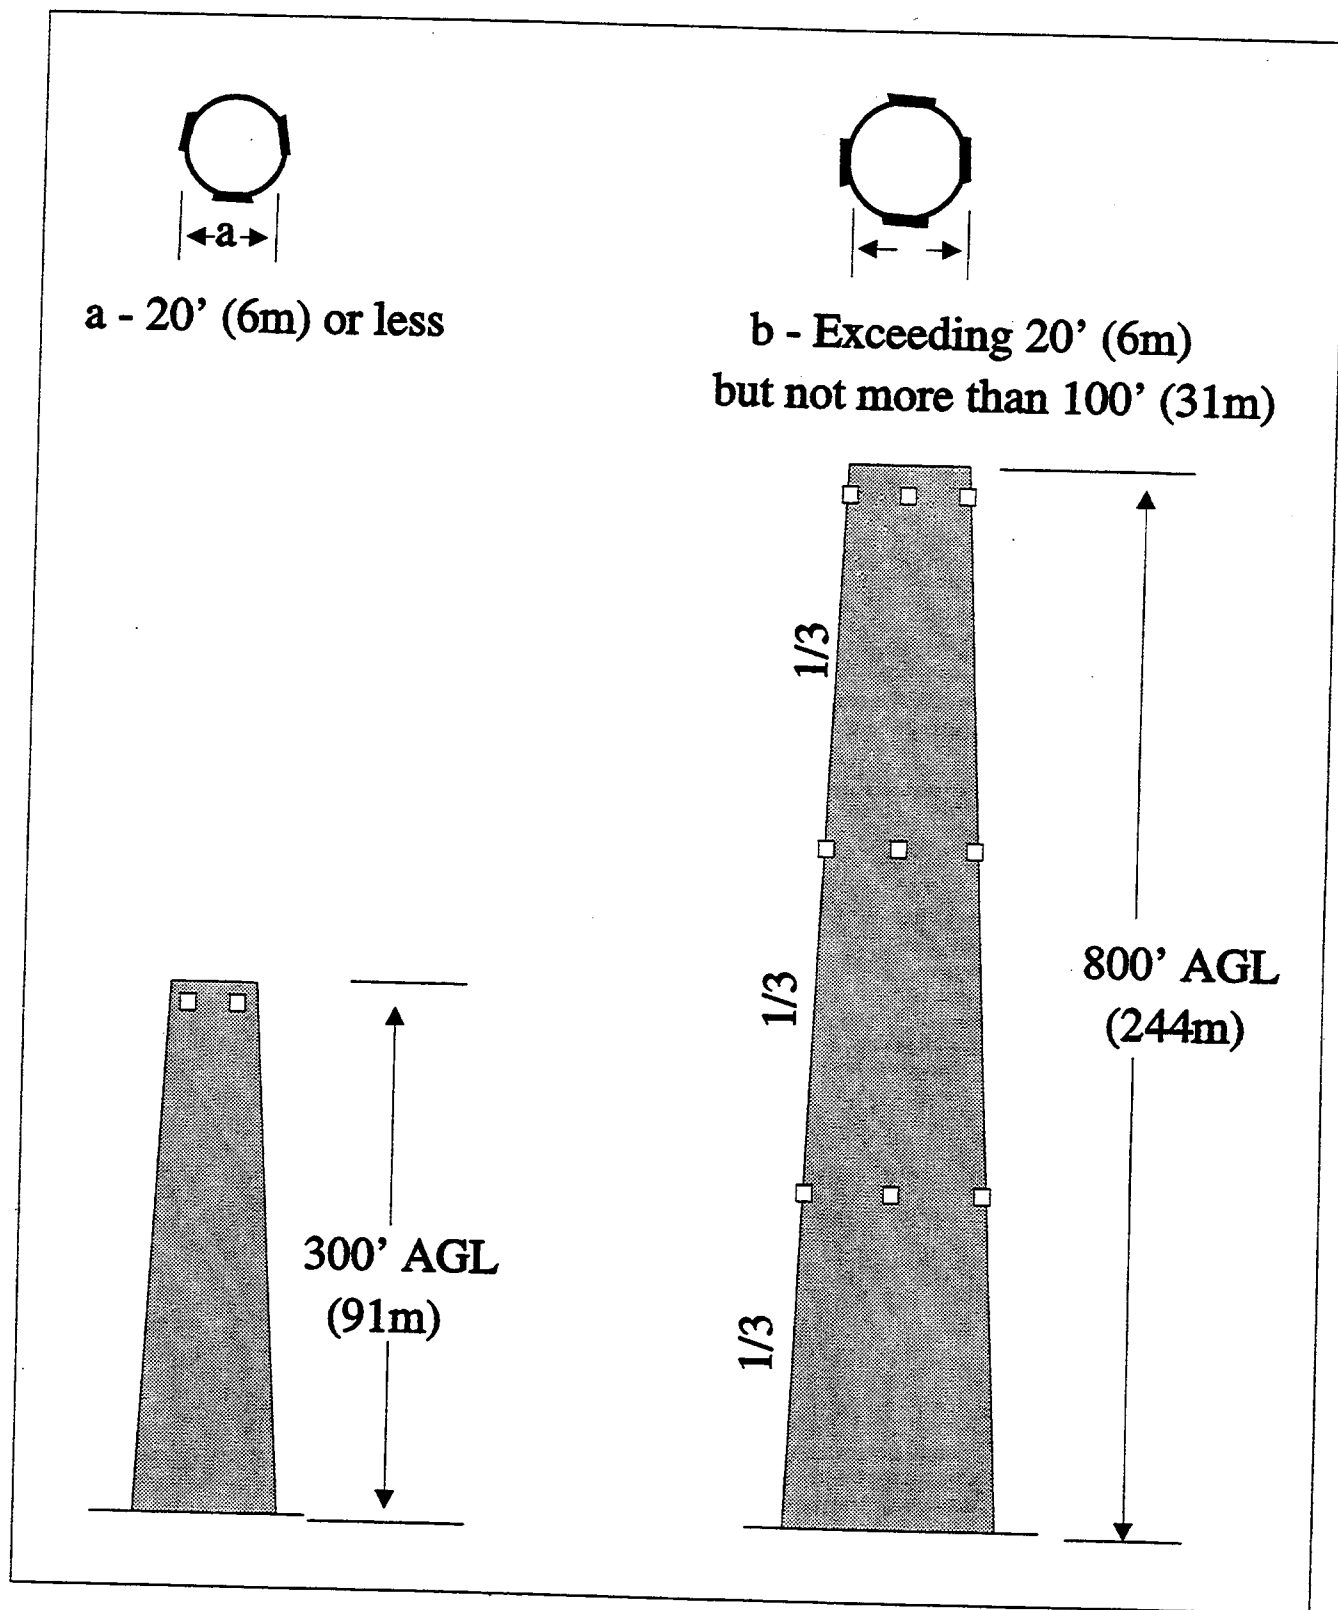 a
a - 20’ (6m) or less
b - Exceeding 20’ (6m)
but not more than 100’ (31m)
1/3
1/3
800’ AGL
(244m)
300’ AGL
(91m)
1/3